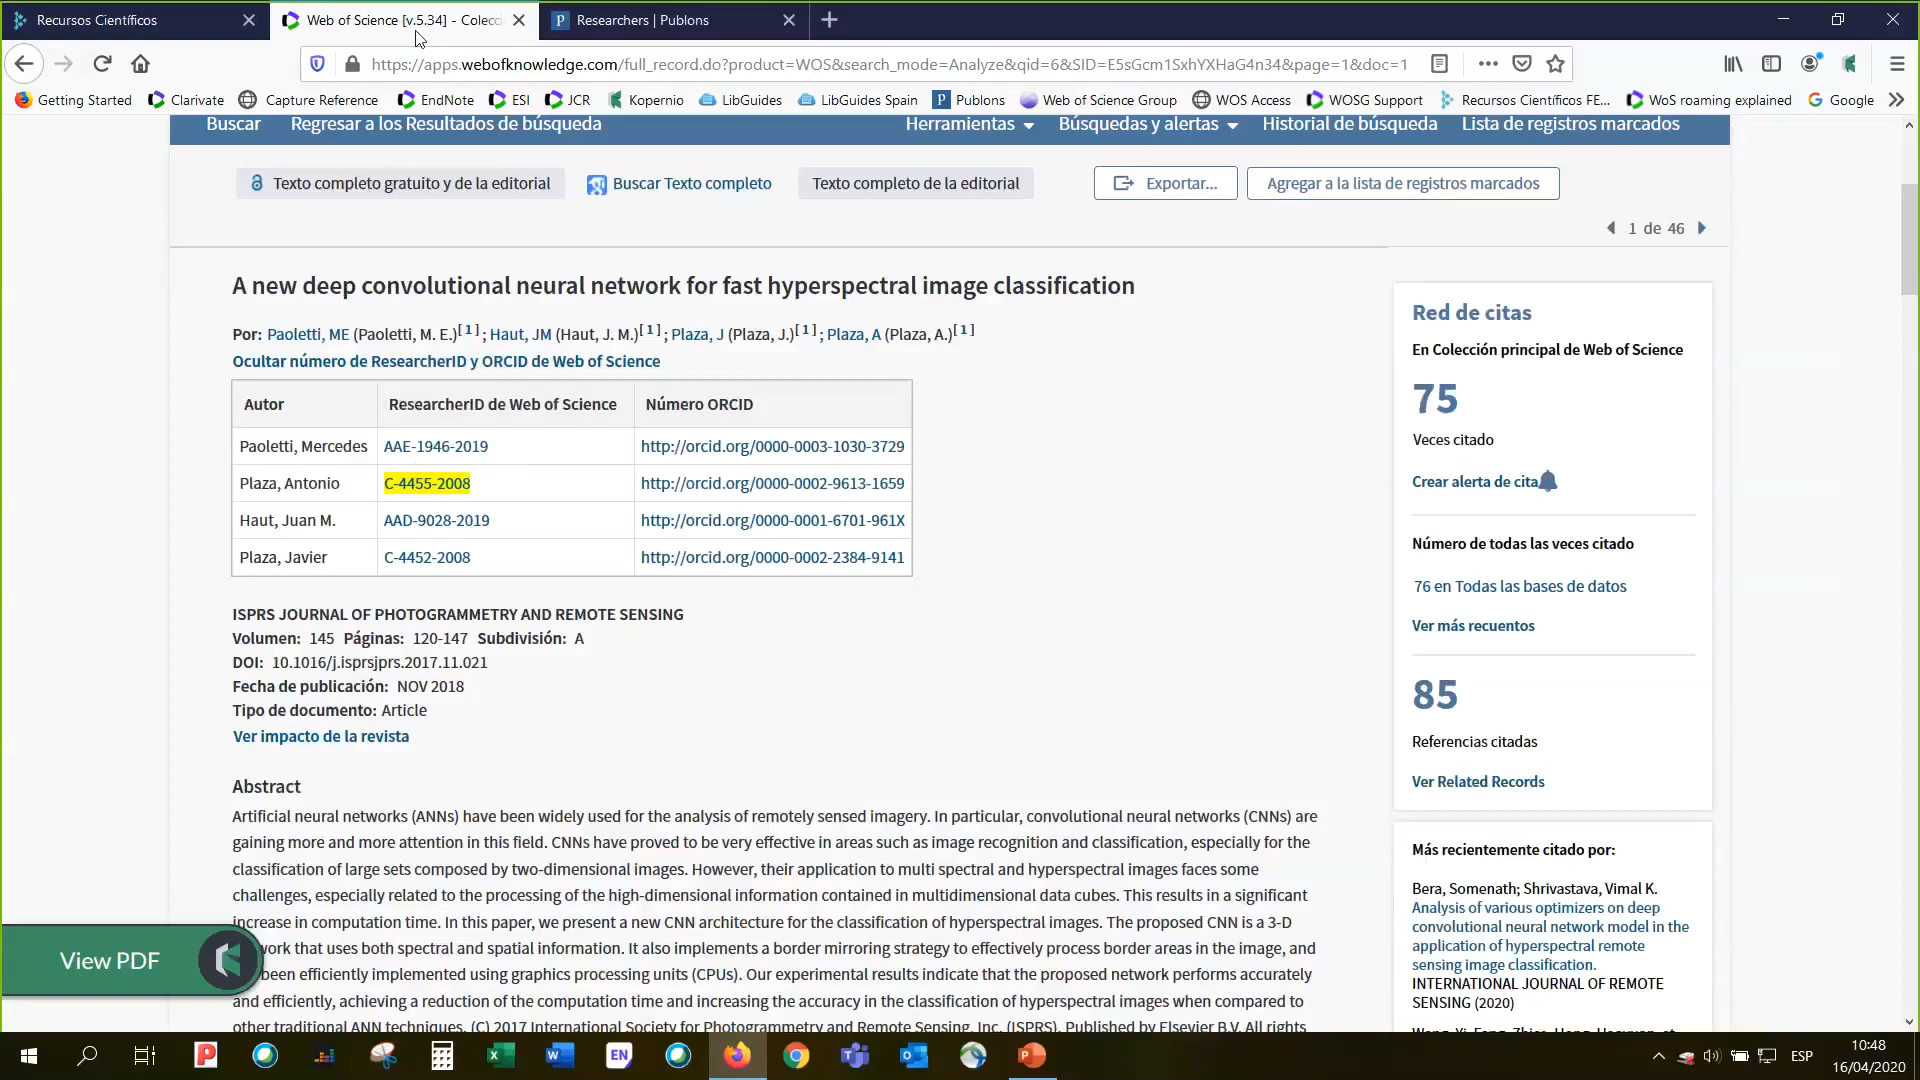 Recursos Científicos
Web of Science [v.5.34] - Colecc
Researchers | Publons
https://apps.webofknowledge.com/full_record.do?product=WOS&search_mode=Analyze&qid=6&SID=E5sGcm1SxhYXHaG4n34&page=1&doc=1
Getting Started Clarivate Capture Reference EndNote ESI JCR Kopernio LibGuides LibGuides Spain Publons Web of Science Group WOS Access WOSG Support Recursos Científicos FE... WoS roaming explained Google
Buscar Regresar a los Resultados de búsqueda Herramientas Búsquedas y alertas Historial de búsqueda Lista de registros marcados
Texto completo gratuito y de la editorial Buscar Texto completo Texto completo de la editorial Exportar... Agregar a la lista de registros marcados
1 de 46
A new deep convolutional neural network for fast hyperspectral image classification
Por: Paoletti, ME (Paoletti, M. E.)[ 1 ] ; Haut, JM (Haut, J. M.)[ 1 ] ; Plaza, J (Plaza, J.)[ 1 ] ; Plaza, A (Plaza, A.)[ 1 ]
Ocultar número de ResearcherID y ORCID de Web of Science
Autor ResearcherID de Web of Science Número ORCID
Paoletti, Mercedes AAE-1946-2019 http://orcid.org/0000-0003-1030-3729
Plaza, Antonio C-4455-2008 http://orcid.org/0000-0002-9613-1659
Haut, Juan M. AAD-9028-2019 http://orcid.org/0000-0001-6701-961X
Plaza, Javier C-4452-2008 http://orcid.org/0000-0002-2384-9141
ISPRS JOURNAL OF PHOTOGRAMMETRY AND REMOTE SENSING
Volumen: 145 Páginas: 120-147 Subdivisión: A
DOI: 10.1016/j.isprsjprs.2017.11.021
Fecha de publicación: NOV 2018
Tipo de documento: Article
Ver impacto de la revista
Abstract
Artificial neural networks (ANNs) have been widely used for the analysis of remotely sensed imagery. In particular, convolutional neural networks (CNNs) are
gaining more and more attention in this field. CNNs have proved to be very effective in areas such as image recognition and classification, especially for the
classification of large sets composed by two-dimensional images. However, their application to multi spectral and hyperspectral images faces some
challenges, especially related to the processing of the high-dimensional information contained in multidimensional data cubes. This results in a significant
increase in computation time. In this paper, we present a new CNN architecture for the classification of hyperspectral images. The proposed CNN is a 3-D
work that uses both spectral and spatial information. It also implements a border mirroring strategy to effectively process border areas in the image, and
been efficiently implemented using graphics processing units (CPUs). Our experimental results indicate that the proposed network performs accurately
and efficiently, achieving a reduction of the computation time and increasing the accuracy in the classification of hyperspectral images when compared to
other traditional ANN techniques. (C) 2017 International Society for Photogrammetry and Remote Sensing, Inc. (ISPRS). Published by Elsevier B.V. All rights
Red de citas
En Colección principal de Web of Science
75
Veces citado
Crear alerta de cita
Número de todas las veces citado
76 en Todas las bases de datos
Ver más recuentos
85
Referencias citadas
Ver Related Records
Más recientemente citado por:
Bera, Somenath; Shrivastava, Vimal K.
Analysis of various optimizers on deep
convolutional neural network model in the
application of hyperspectral remote
sensing image classification.
INTERNATIONAL JOURNAL OF REMOTE
SENSING (2020)
View PDF
EN
ESP
10:48
16/04/2020